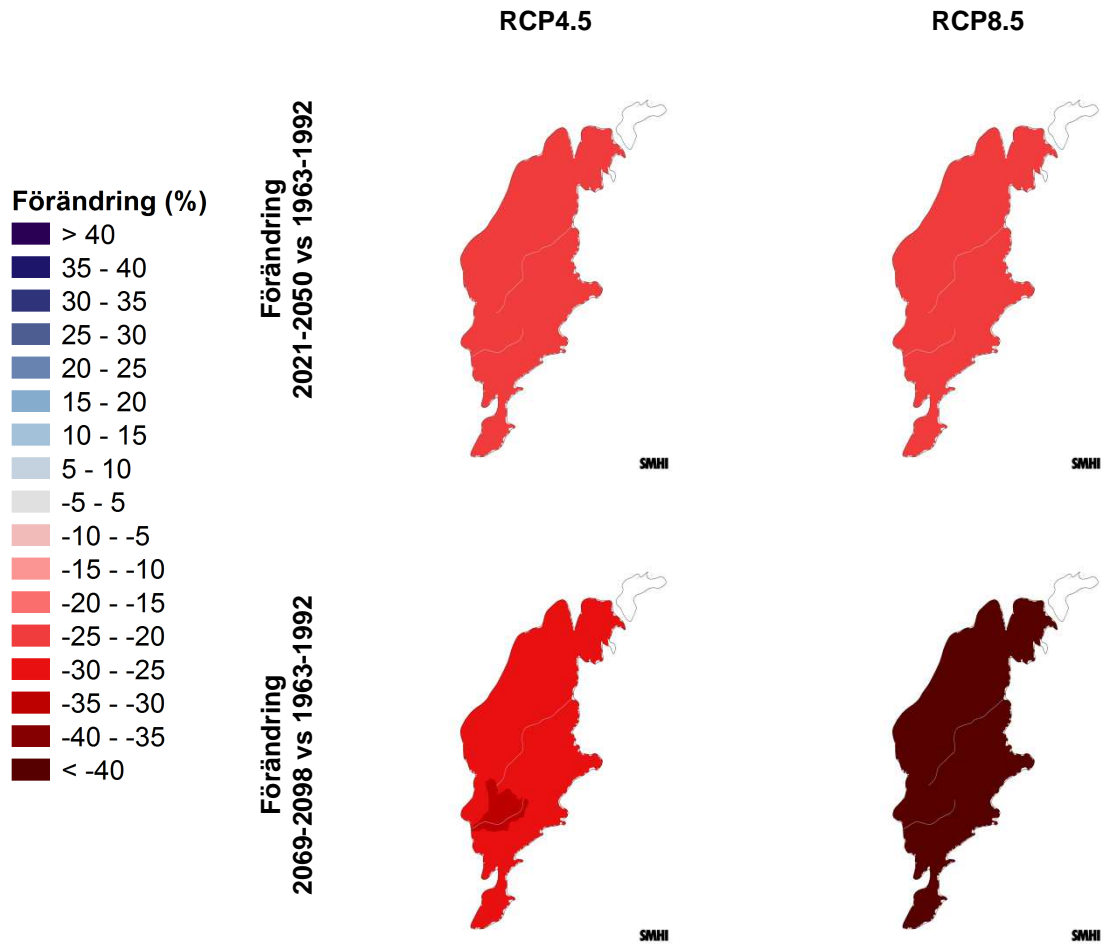 RCP4.5
RCP8.5
Förändring
2021-2050 vs 1963-1992
Förändring (%)
> 40
35 - 40
30 - 35
25 - 30
20 - 25
15 - 20
10 - 15
5 - 10
-5 - 5
-10 - -5
-15 - -10
-20 - -15
-25 - -20
-30 - -25
-35 - -30
-40 - -35
< -40
SMHI
SMHI
Förändring
2069-2098 vs 1963-1992
SMHI
SMHI